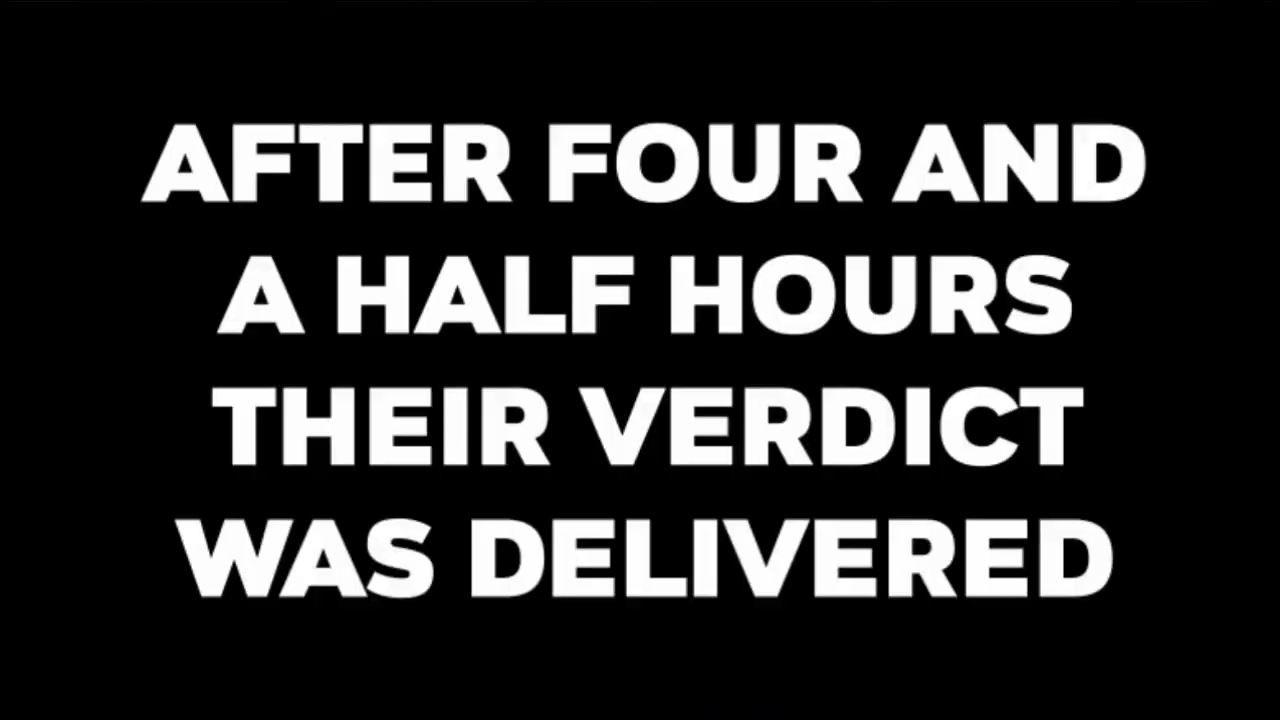 AFTER FOUR AND
A HALF HOURS
THEIR VERDICT
WAS DELIVERED